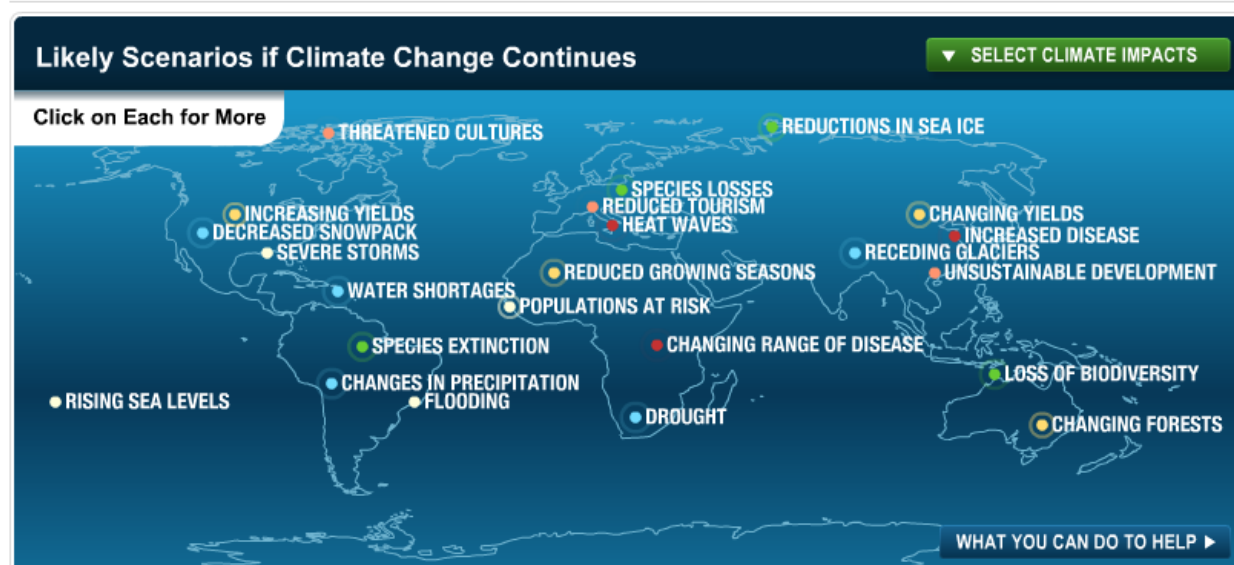 Likely Scenarios if Climate Change Continues
▼ SELECT CLIMATE IMPACTS
Click on Each for More
THREATENED CULTURES
REDUCTIONS IN SEA ICE
SPECIES LOSSES
REDUCED TOURISM
HEAT WAVES
INCREASING YIELDS
DECREASED SNOWPACK
SEVERE STORMS
CHANGING YIELDS
INCREASED DISEASE
RECEDING GLACIERS
UNSUSTAINABLE DEVELOPMENT
REDUCED GROWING SEASONS
WATER SHORTAGES
POPULATIONS AT RISK
SPECIES EXTINCTION
CHANGING RANGE OF DISEASE
CHANGES IN PRECIPITATION
LOSS OF BIODIVERSITY
RISING SEA LEVELS
FLOODING
DROUGHT
CHANGING FORESTS
WHAT YOU CAN DO TO HELP ►